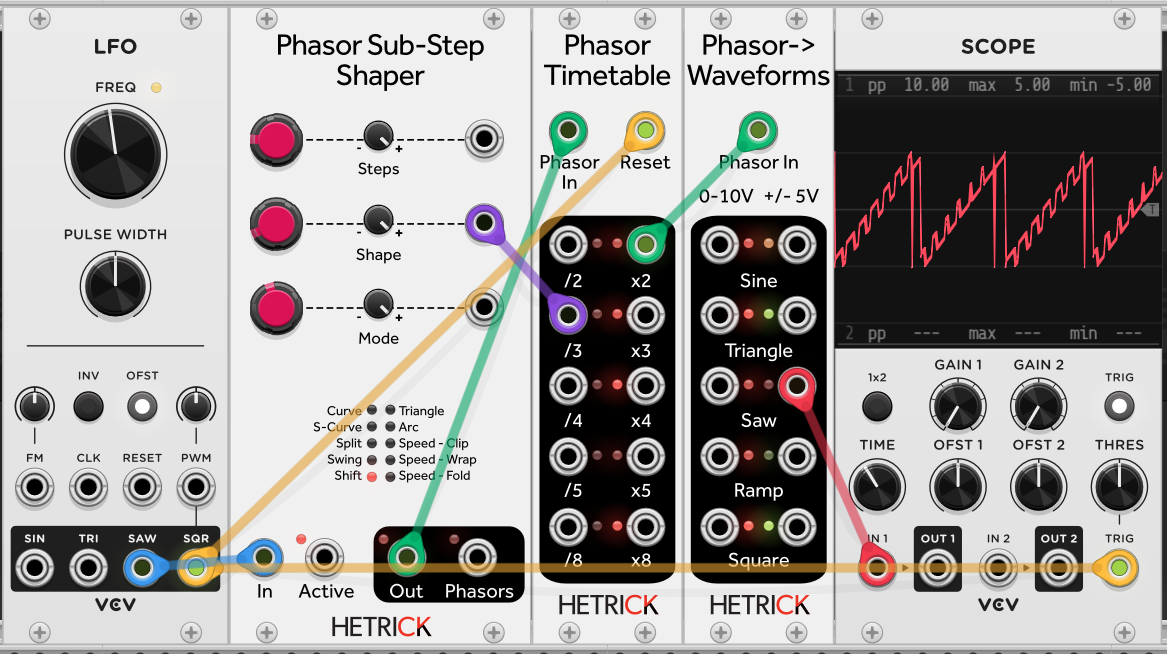 LFO
FREQ
PULSE WIDTH
INV OFST
FM CLK RESET PWM
SIN TRI SAW SQR
VCV
Phasor Sub-Step
Shaper
- +
Steps
- +
Shape
- +
Mode
Curve Triangle
S-Curve Arc
Split Speed - Clip
Swing Speed - Wrap
Shift Speed - Fold
In Active Out Phasors
HETRICK
Phasor
Timetable
Phasor
In
Reset
/2 x2
/3 x3
/4 x4
/5 x5
/8 x8
HETRICK
Phasor->
Waveforms
Phasor In
0-10V +/- 5V
Sine
Triangle
Saw
Ramp
Square
HETRICK
SCOPE
1 pp 10.00 max 5.00 min -5.00
T
2 pp --- max --- min ---
1x2 GAIN 1 GAIN 2 TRIG
TIME OFST 1 OFST 2 THRES
IN 1 OUT 1 IN 2 OUT 2 TRIG
VCV